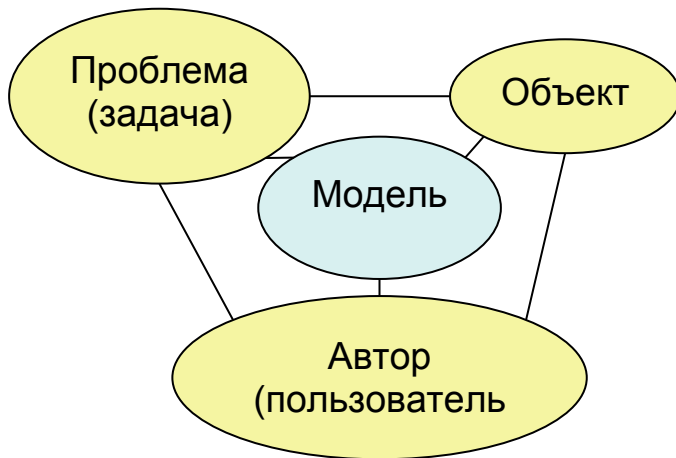 Проблема
(задача)
Объект
Модель
Автор
(пользователь